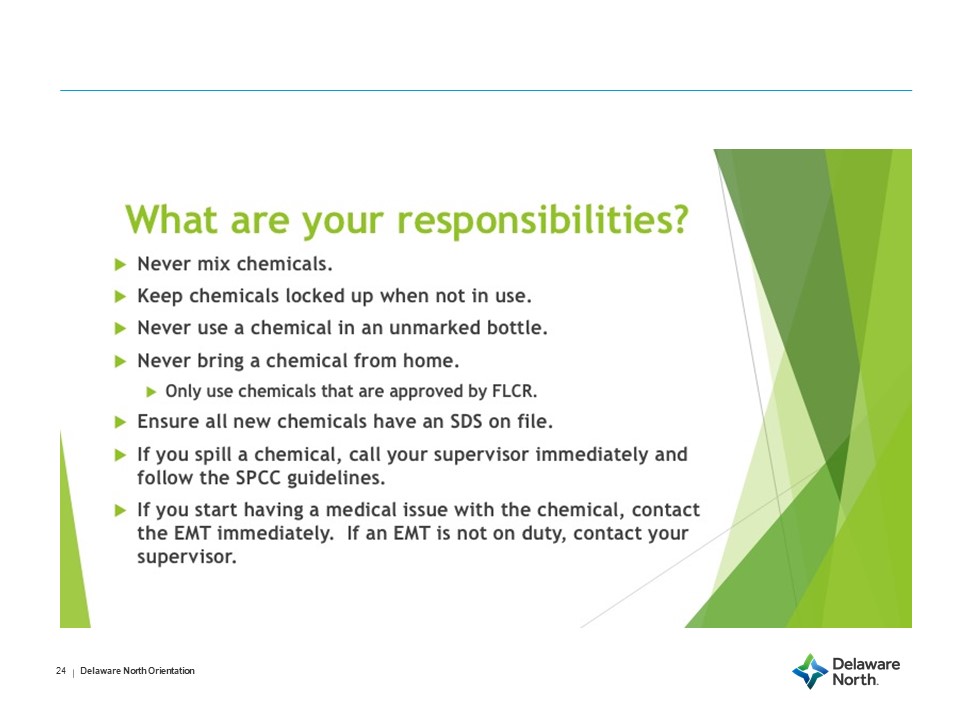 What are your responsibilities?
Never mix chemicals.
Keep chemicals locked up when not in use.
Never use a chemical in an unmarked bottle.
Never bring a chemical from home.
Only use chemicals that are approved by FLCR.
Ensure all new chemicals have an SDS on file.
If you spill a chemical, call your supervisor immediately and
follow the SPCC guidelines.
If you start having a medical issue with the chemical, contact
the EMT immediately.  If an EMT is not on duty, contact your
supervisor.
24 | Delaware North Orientation
Delaware
North.